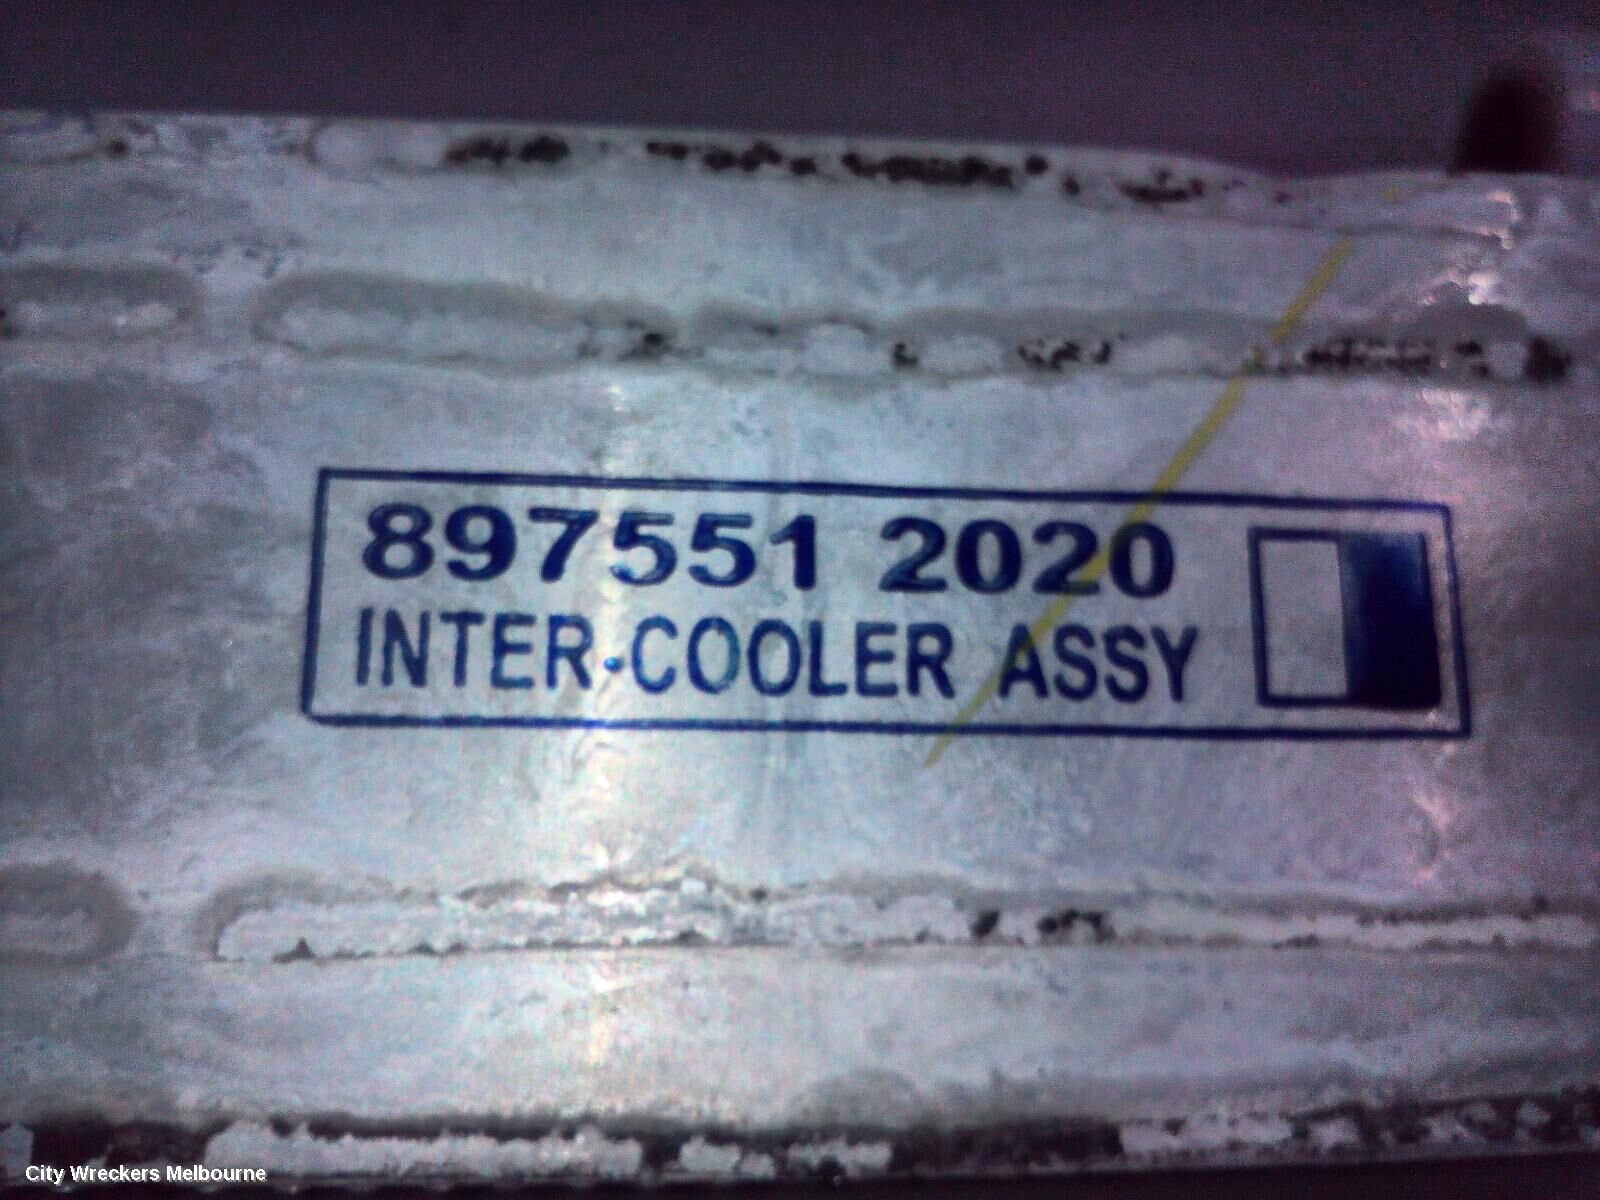 897551 2020
INTER-COOLER ASSY
City Wreckers Melbourne